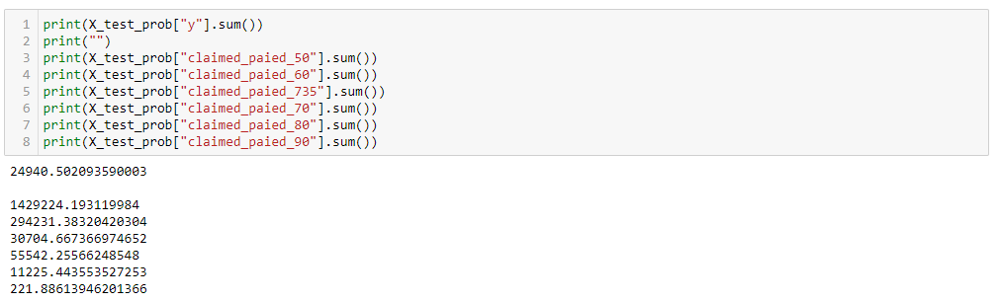 1 print(X_test_prob["y"].sum())
2 print("")
3 print(X_test_prob["claimed_paied_50"].sum())
4 print(X_test_prob["claimed_paied_60"].sum())
5 print(X_test_prob["claimed_paied_735"].sum())
6 print(X_test_prob["claimed_paied_70"].sum())
7 print(X_test_prob["claimed_paied_80"].sum())
8 print(X_test_prob["claimed_paied_90"].sum())
24940.502093590003
1429224.193119984
294231.38320420304
30704.667366974652
55542.25566248548
11225.443553527253
221.88613946201366